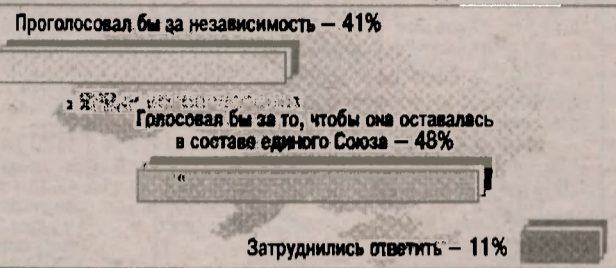 Проголосовал бы за независимость – 41%
Голосовал бы за то, чтобы она оставалась
в составе единого Союза – 48%
Затруднились ответить – 11%